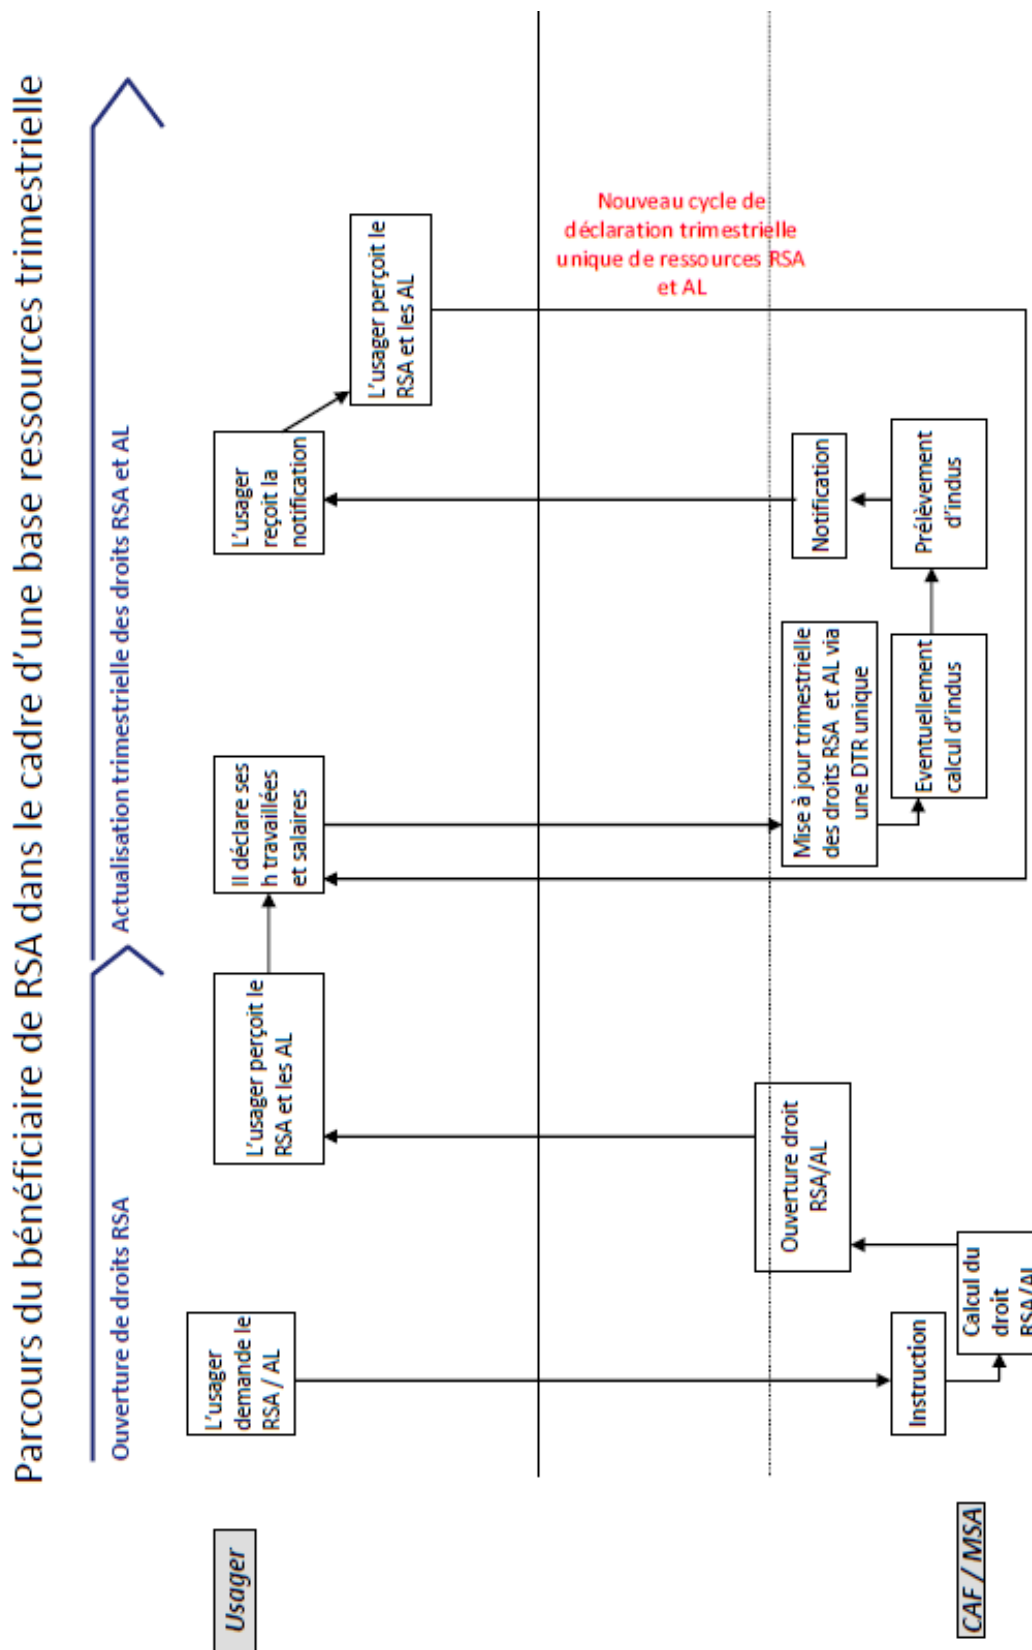 Parcours du bénéficiaire de RSA dans le cadre d'une base ressources trimestrielle
Ouverture de droits RSA
Actualisation trimestrielle des droits RSA et AL
Usager
L'usager
demande le
RSA / AL
L'usager perçoit le
RSA et les AL
Il déclare ses
h travaillées
et salaires
L'usager
reçoit la
notification
L'usager perçoit le
RSA et les AL
Nouveau cycle de
déclaration trimestrielle
unique de ressources RSA
et AL
CAF / MSA
Instruction
Calcul du
droit
RSA/AL
Ouverture droit
RSA/AL
Mise à jour trimestrielle
des droits RSA et AL via
une DTR unique
Eventuellement
calcul d'indus
Prélèvement
d'indus
Notification